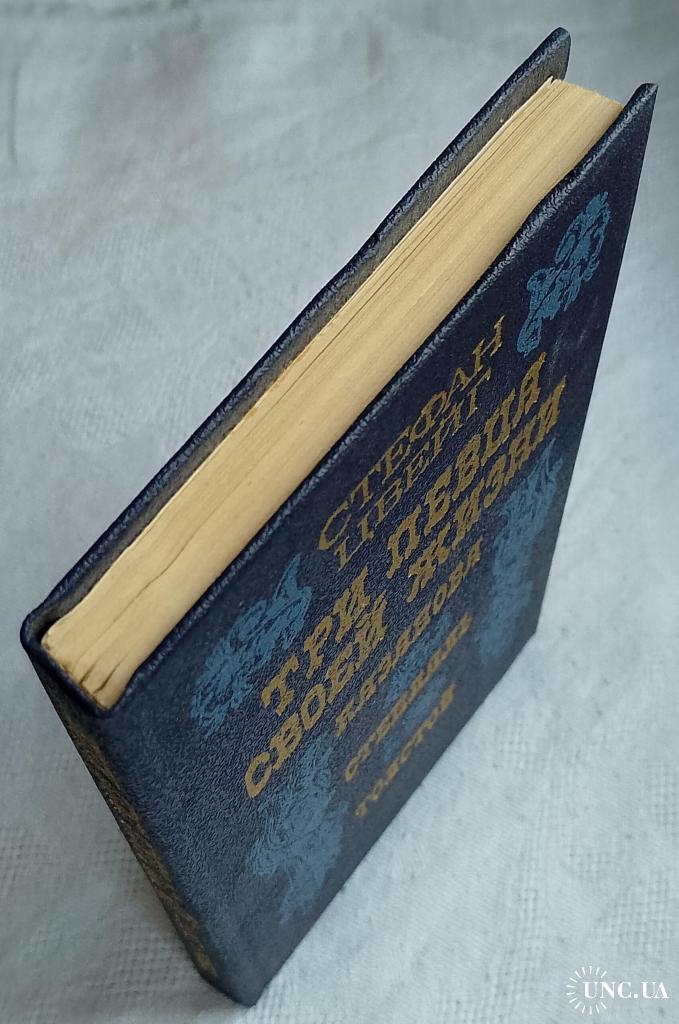 СТЕФАН
ЦВЕЙГ
ТРИ ПЕВЦА
СВОЕЙ ЖИЗНИ
КАЗАНОВА
СТЕНДАЛЬ
ТОЛСТОЙ
UNC.UA